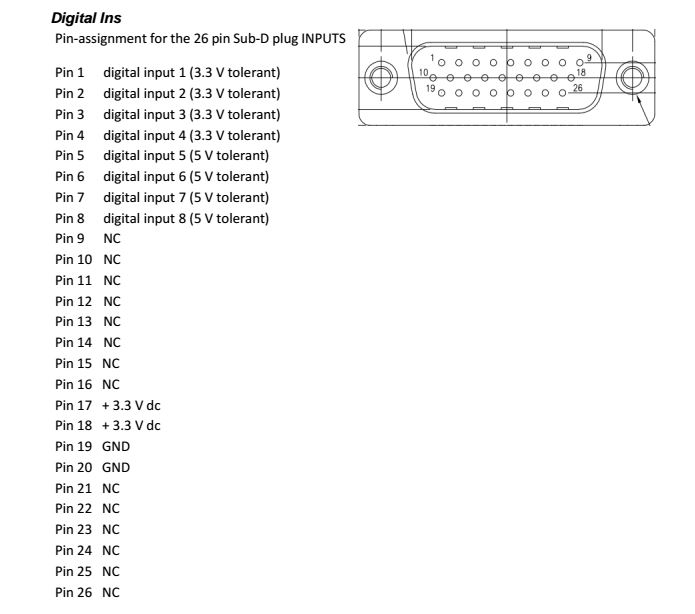 Digital Ins
Pin-assignment for the 26 pin Sub-D plug INPUTS
Pin 1 digital input 1 (3.3 V tolerant)
Pin 2 digital input 2 (3.3 V tolerant)
Pin 3 digital input 3 (3.3 V tolerant)
Pin 4 digital input 4 (3.3 V tolerant)
Pin 5 digital input 5 (5 V tolerant)
Pin 6 digital input 6 (5 V tolerant)
Pin 7 digital input 7 (5 V tolerant)
Pin 8 digital input 8 (5 V tolerant)
Pin 9 NC
Pin 10 NC
Pin 11 NC
Pin 12 NC
Pin 13 NC
Pin 14 NC
Pin 15 NC
Pin 16 NC
Pin 17 + 3.3 V dc
Pin 18 + 3.3 V dc
Pin 19 GND
Pin 20 GND
Pin 21 NC
Pin 22 NC
Pin 23 NC
Pin 24 NC
Pin 25 NC
Pin 26 NC
1 9
10 18
19 26